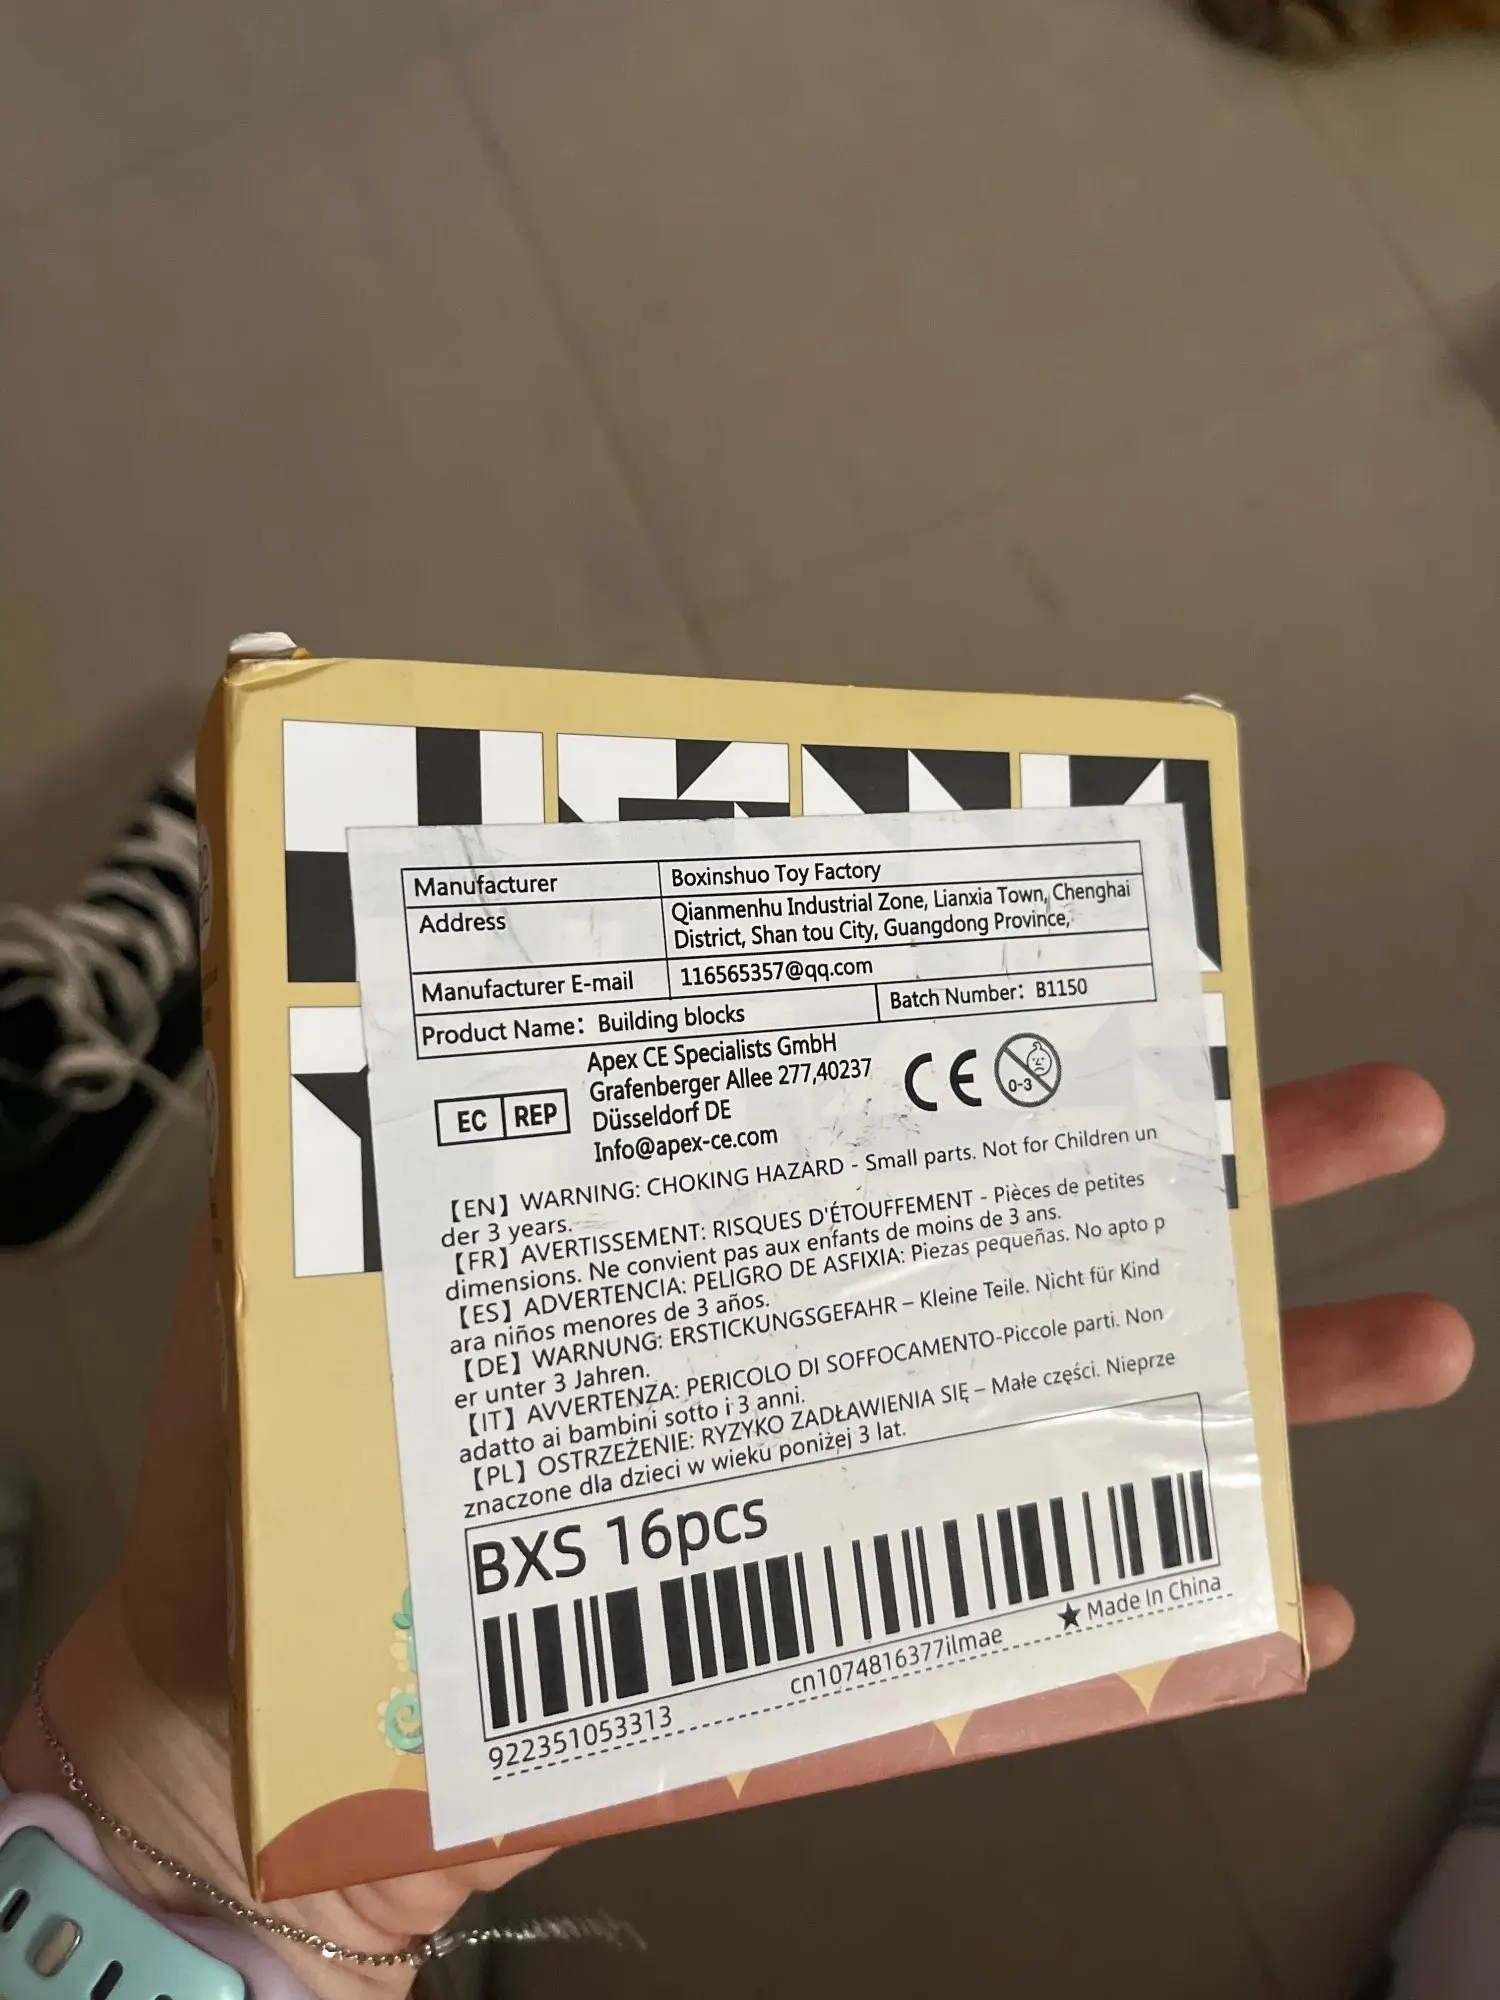 Manufacturer
Boxinshuo Toy Factory
Address
Qianmenhu Industrial Zone, Lianxia Town, Chenghai
District, Shan tou City, Guangdong Province,
Manufacturer E-mail
116565357@qq.com
Product Name: Building blocks
Batch Number: B1150
EC REP
Apex CE Specialists GmbH
Grafenberger Allee 277,40237
Düsseldorf DE
Info@apex-ce.com
CE
0-3
【EN】WARNING: CHOKING HAZARD - Small parts. Not for Children un
der 3 years.
【FR】AVERTISSEMENT: RISQUES D'ÉTOUFFEMENT - Pièces de petites
dimensions. Ne convient pas aux enfants de moins de 3 ans.
【ES】ADVERTENCIA: PELIGRO DE ASFIXIA: Piezas pequeñas. No apto p
ara niños menores de 3 años.
【DE】WARNUNG: ERSTICKUNGSGEFAHR – Kleine Teile. Nicht für Kind
er unter 3 Jahren.
【IT】AVVERTENZA: PERICOLO DI SOFFOCAMENTO-Piccole parti. Non
adatto ai bambini sotto i 3 anni.
【PL】OSTRZEŻENIE: RYZYKO ZADŁAWIENIA SIĘ – Małe części. Nieprze
znaczone dla dzieci w wieku poniżej 3 lat.
BXS 16pcs
922351053313
cn1074816377ilmae
★ Made In China